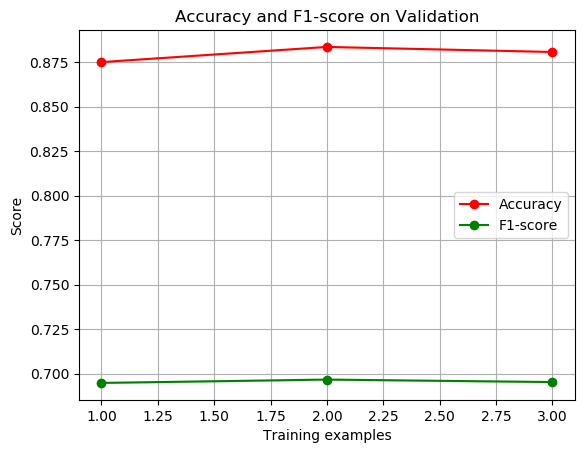 Accuracy and F1-score on Validation
0.875
0.850
0.825
0.800
0.775
0.750
0.725
0.700
Score
Accuracy
F1-score
1.00 1.25 1.50 1.75 2.00 2.25 2.50 2.75 3.00
Training examples